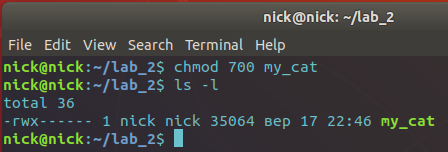 nick@nick: ~/lab_2
File Edit View Search Terminal Help
nick@nick:~/lab_2$ chmod 700 my_cat
nick@nick:~/lab_2$ ls -l
total 36
-rwx------ 1 nick nick 35064 вер 17 22:46 my_cat
nick@nick:~/lab_2$